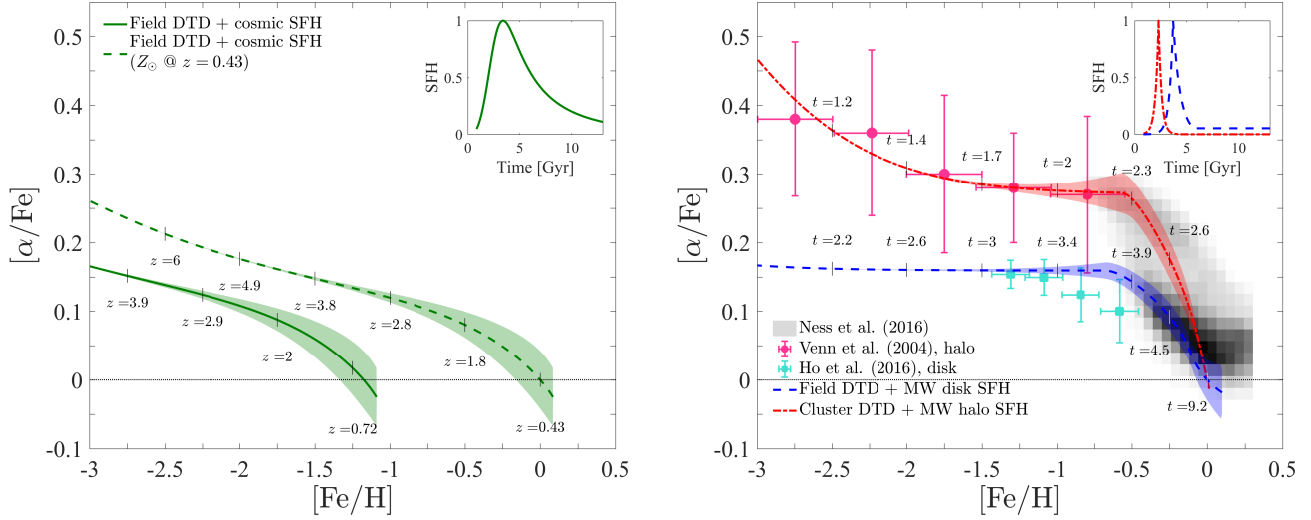 Field DTD + cosmic SFH
Field DTD + cosmic SFH
(Z⊙ @ z = 0.43)
SFH
1
0.5
0
0
5
10
Time [Gyr]
[α/Fe]
0.5
0.4
0.3
0.2
0.1
0
-0.1
z =6
z =4.9
z =3.9
z =3.8
z =2.9
z =2.8
z =2
z =1.8
z =0.72
z =0.43
-3
-2.5
-2
-1.5
-1
-0.5
0
0.5
[Fe/H]
SFH
1
0.5
0
0
5
10
Time [Gyr]
[α/Fe]
0.5
0.4
0.3
0.2
0.1
0
-0.1
t =1.2
t =1.4
t =1.7
t =2
t =2.3
t =2.6
t =2.2
t =2.6
t =3
t =3.4
t =3.9
t =4.5
t =9.2
Ness et al. (2016)
Venn et al. (2004), halo
Ho et al. (2016), disk
Field DTD + MW disk SFH
Cluster DTD + MW halo SFH
-3
-2.5
-2
-1.5
-1
-0.5
0
0.5
[Fe/H]